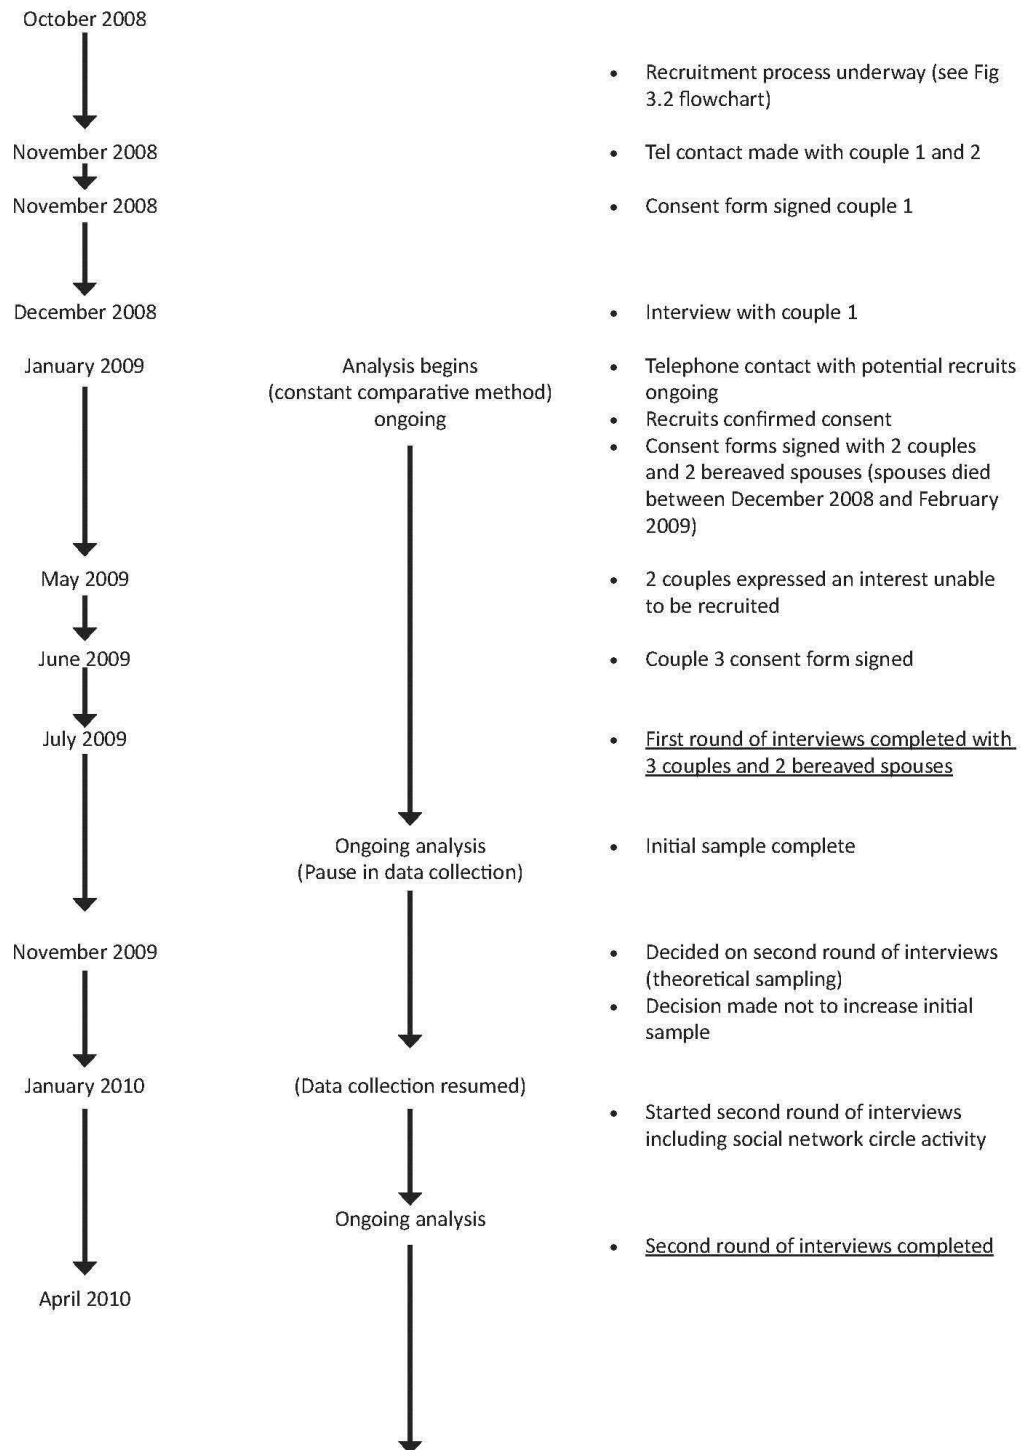 October 2008
• Recruitment process underway (see Fig
3.2 flowchart)
November 2008
• Tel contact made with couple 1 and 2
November 2008
• Consent form signed couple 1
December 2008
• Interview with couple 1
January 2009
Analysis begins
(constant comparative method)
ongoing
• Telephone contact with potential recruits
ongoing
• Recruits confirmed consent
• Consent forms signed with 2 couples
and 2 bereaved spouses (spouses died
between December 2008 and February
2009)
May 2009
• 2 couples expressed an interest unable
to be recruited
June 2009
• Couple 3 consent form signed
July 2009
• First round of interviews completed with
3 couples and 2 bereaved spouses
Ongoing analysis
(Pause in data collection)
• Initial sample complete
November 2009
• Decided on second round of interviews
(theoretical sampling)
• Decision made not to increase initial
sample
January 2010
(Data collection resumed)
• Started second round of interviews
including social network circle activity
Ongoing analysis
• Second round of interviews completed
April 2010